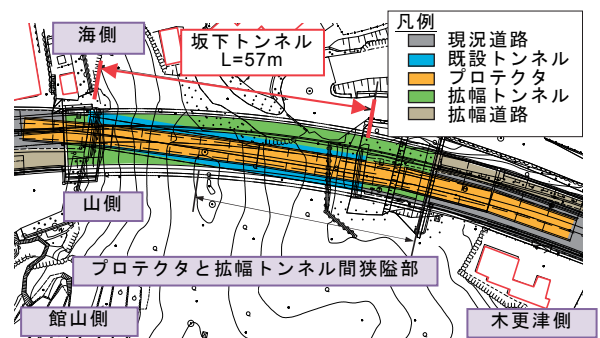 海側
坂下トンネル
L=57m
凡例
現況道路
既設トンネル
プロテクタ
拡幅トンネル
拡幅道路
山側
プロテクタと拡幅トンネル間狭隘部
館山側
木更津側